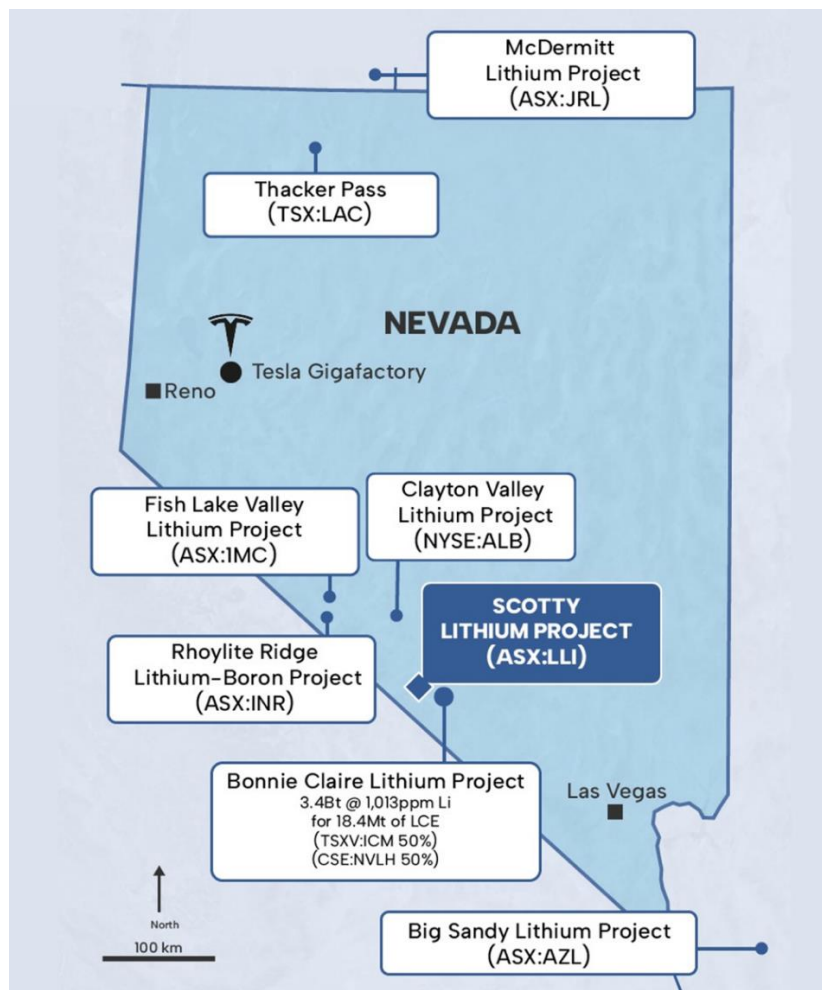 McDermitt
Lithium Project
(ASX:JRL)
Thacker Pass
(TSX:LAC)
NEVADA
Tesla Gigafactory
Reno
Fish Lake Valley
Lithium Project
(ASX:1MC)
Clayton Valley
Lithium Project
(NYSE:ALB)
SCOTTY
LITHIUM PROJECT
(ASX:LLI)
Rhoylite Ridge
Lithium-Boron Project
(ASX:INR)
Bonnie Claire Lithium Project
3.4Bt @ 1,013ppm Li
for 18.4Mt of LCE
(TSXV:ICM 50%)
(CSE:NVLH 50%)
Las Vegas
North
100 km
Big Sandy Lithium Project
(ASX:AZL)